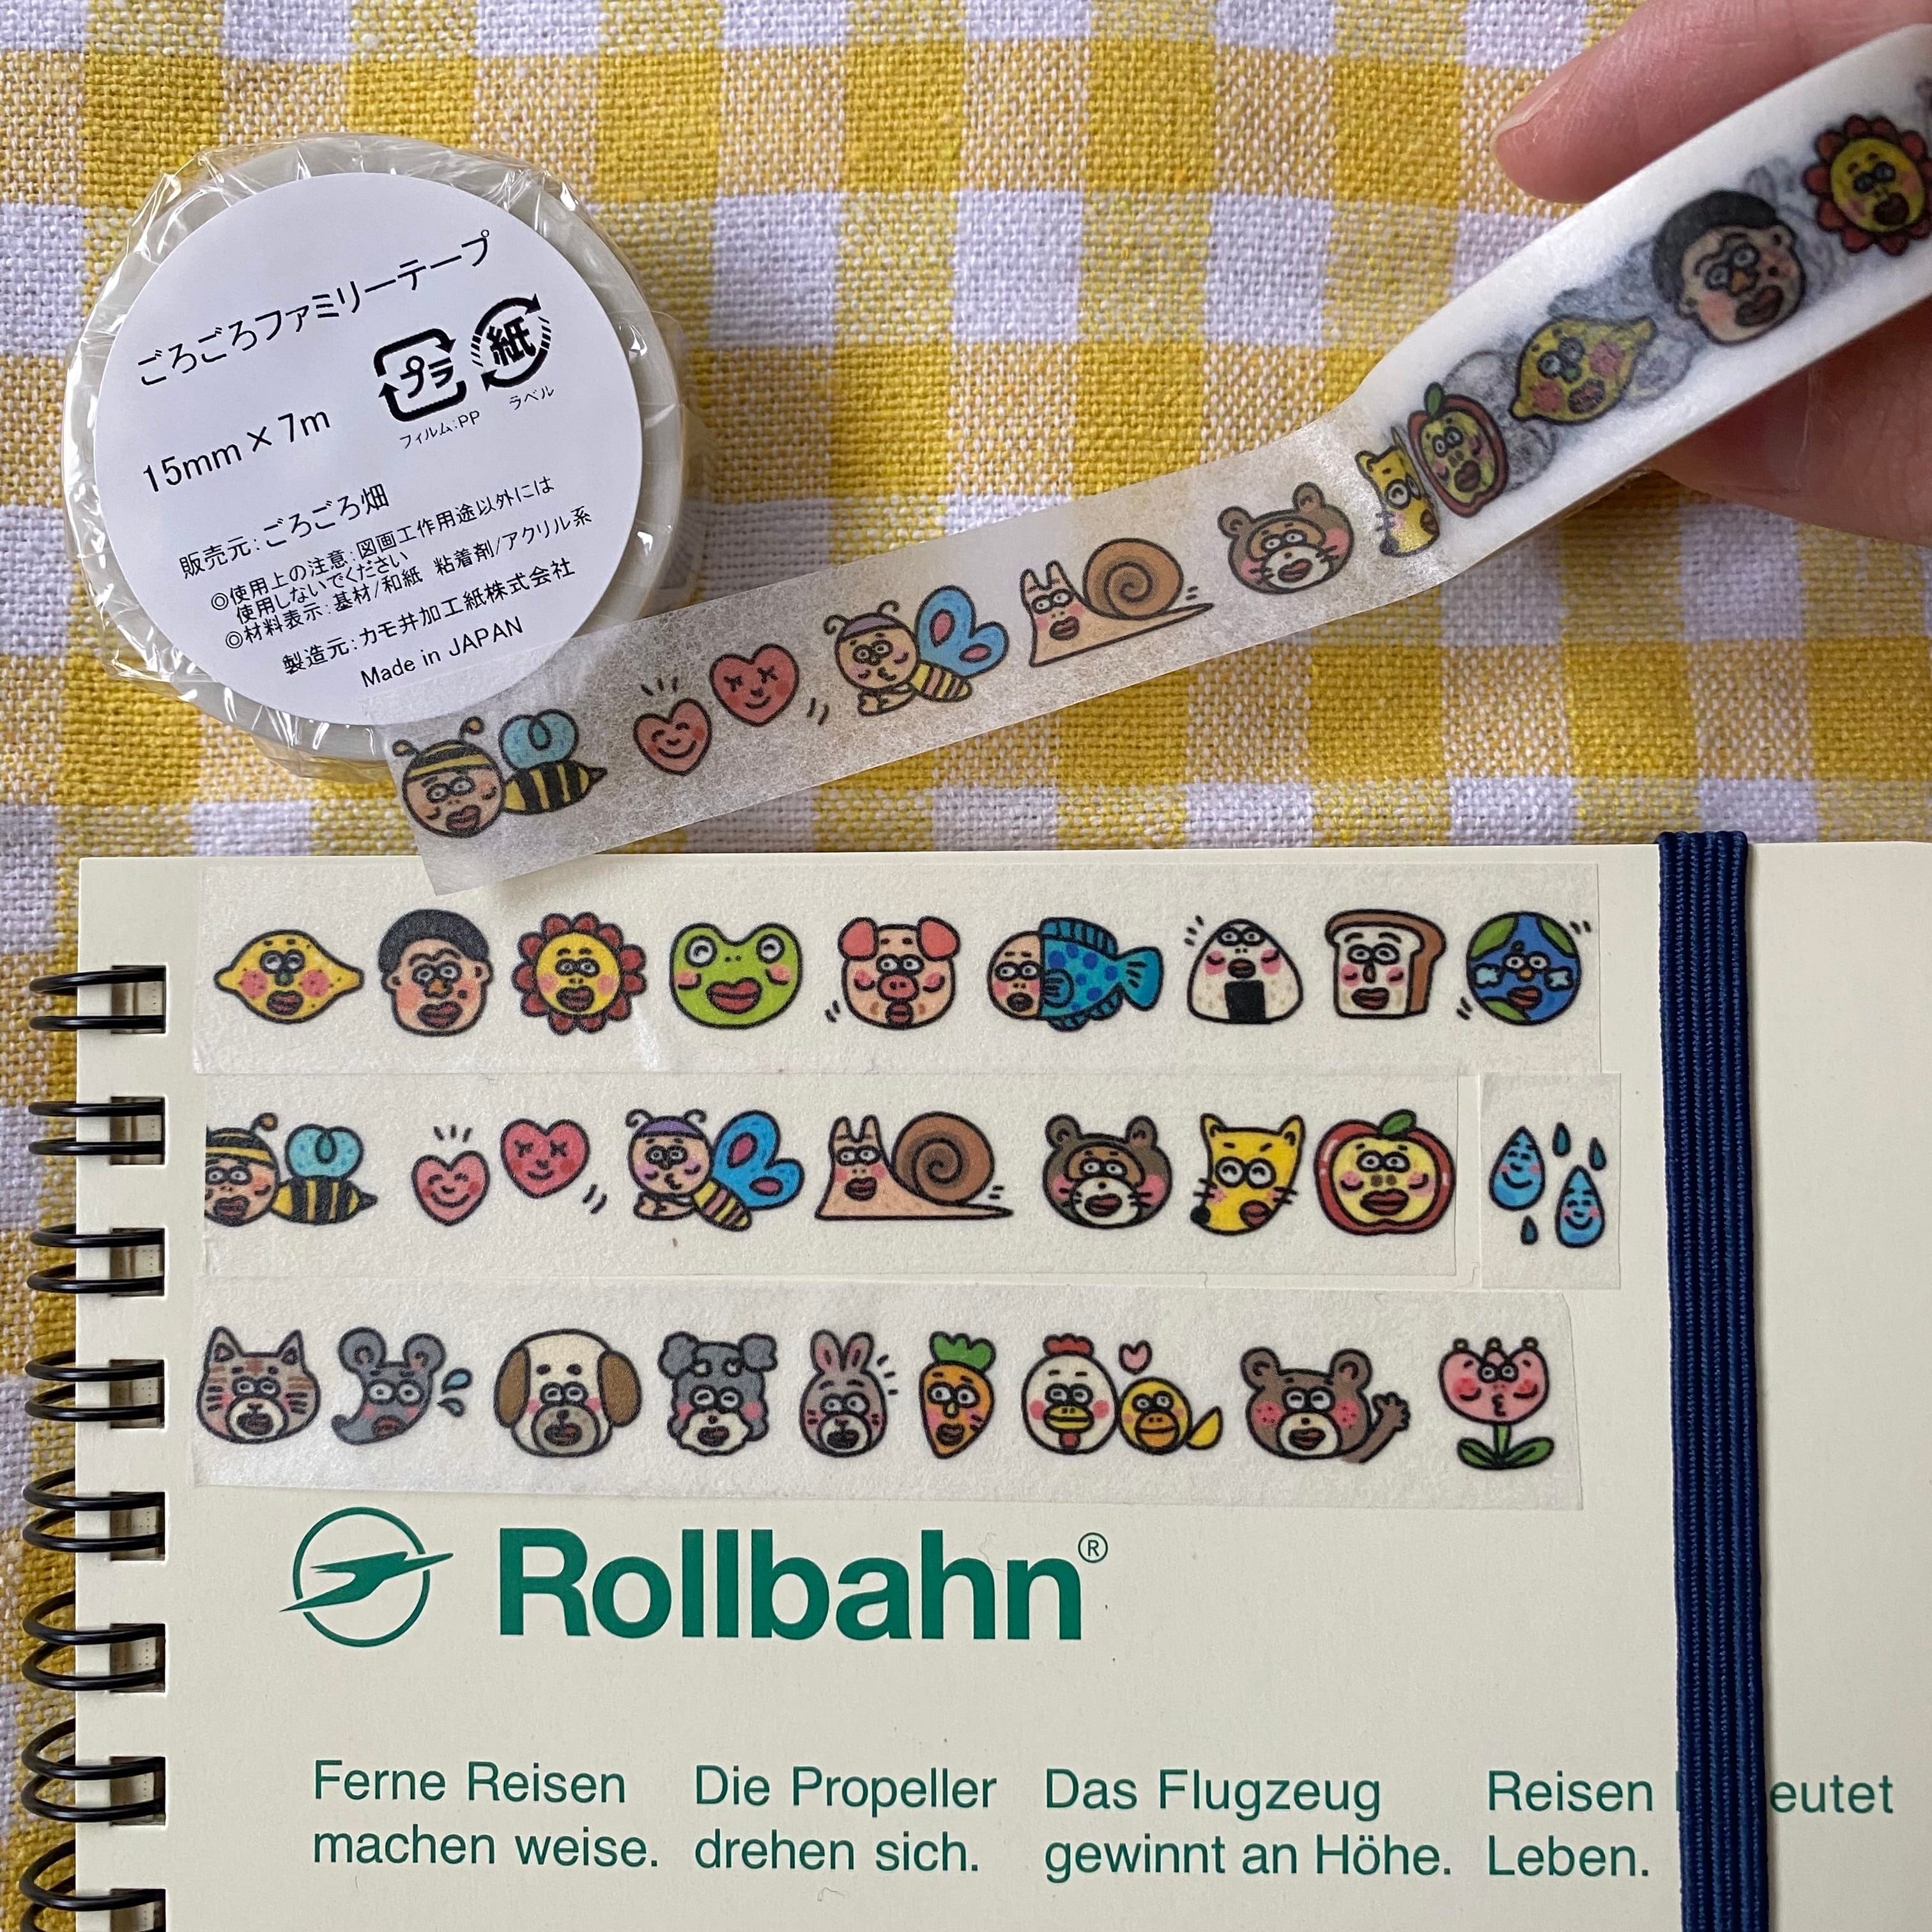 ごろごろファミリーテープ
プラ 紙
フィルム:PP ラベル
15mm×7m
販売元:ごろごろ畑
◎使用上の注意:図画工作用途以外には
使用しないでください
◎材料表示:基材/和紙 粘着剤/アクリル系
製造元:カモ井加工紙株式会社
Made in JAPAN
Rollbahn®
Ferne Reisen
machen weise.
Die Propeller
drehen sich.
Das Flugzeug
gewinnt an Höhe.
Reisen eutet
Leben.